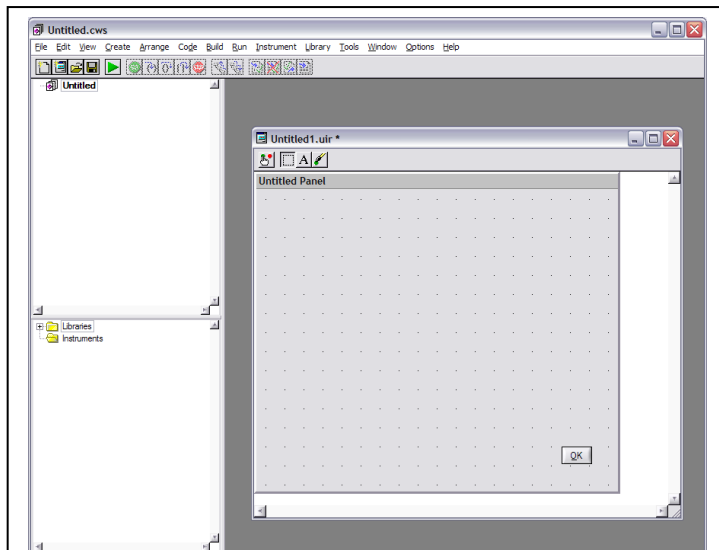 Untitled.cws
File Edit View Create Arrange Code Build Run Instrument Library Tools Window Options Help
Untitled
Untitled1.uir *
A
Untitled Panel
Libraries
Instruments
OK